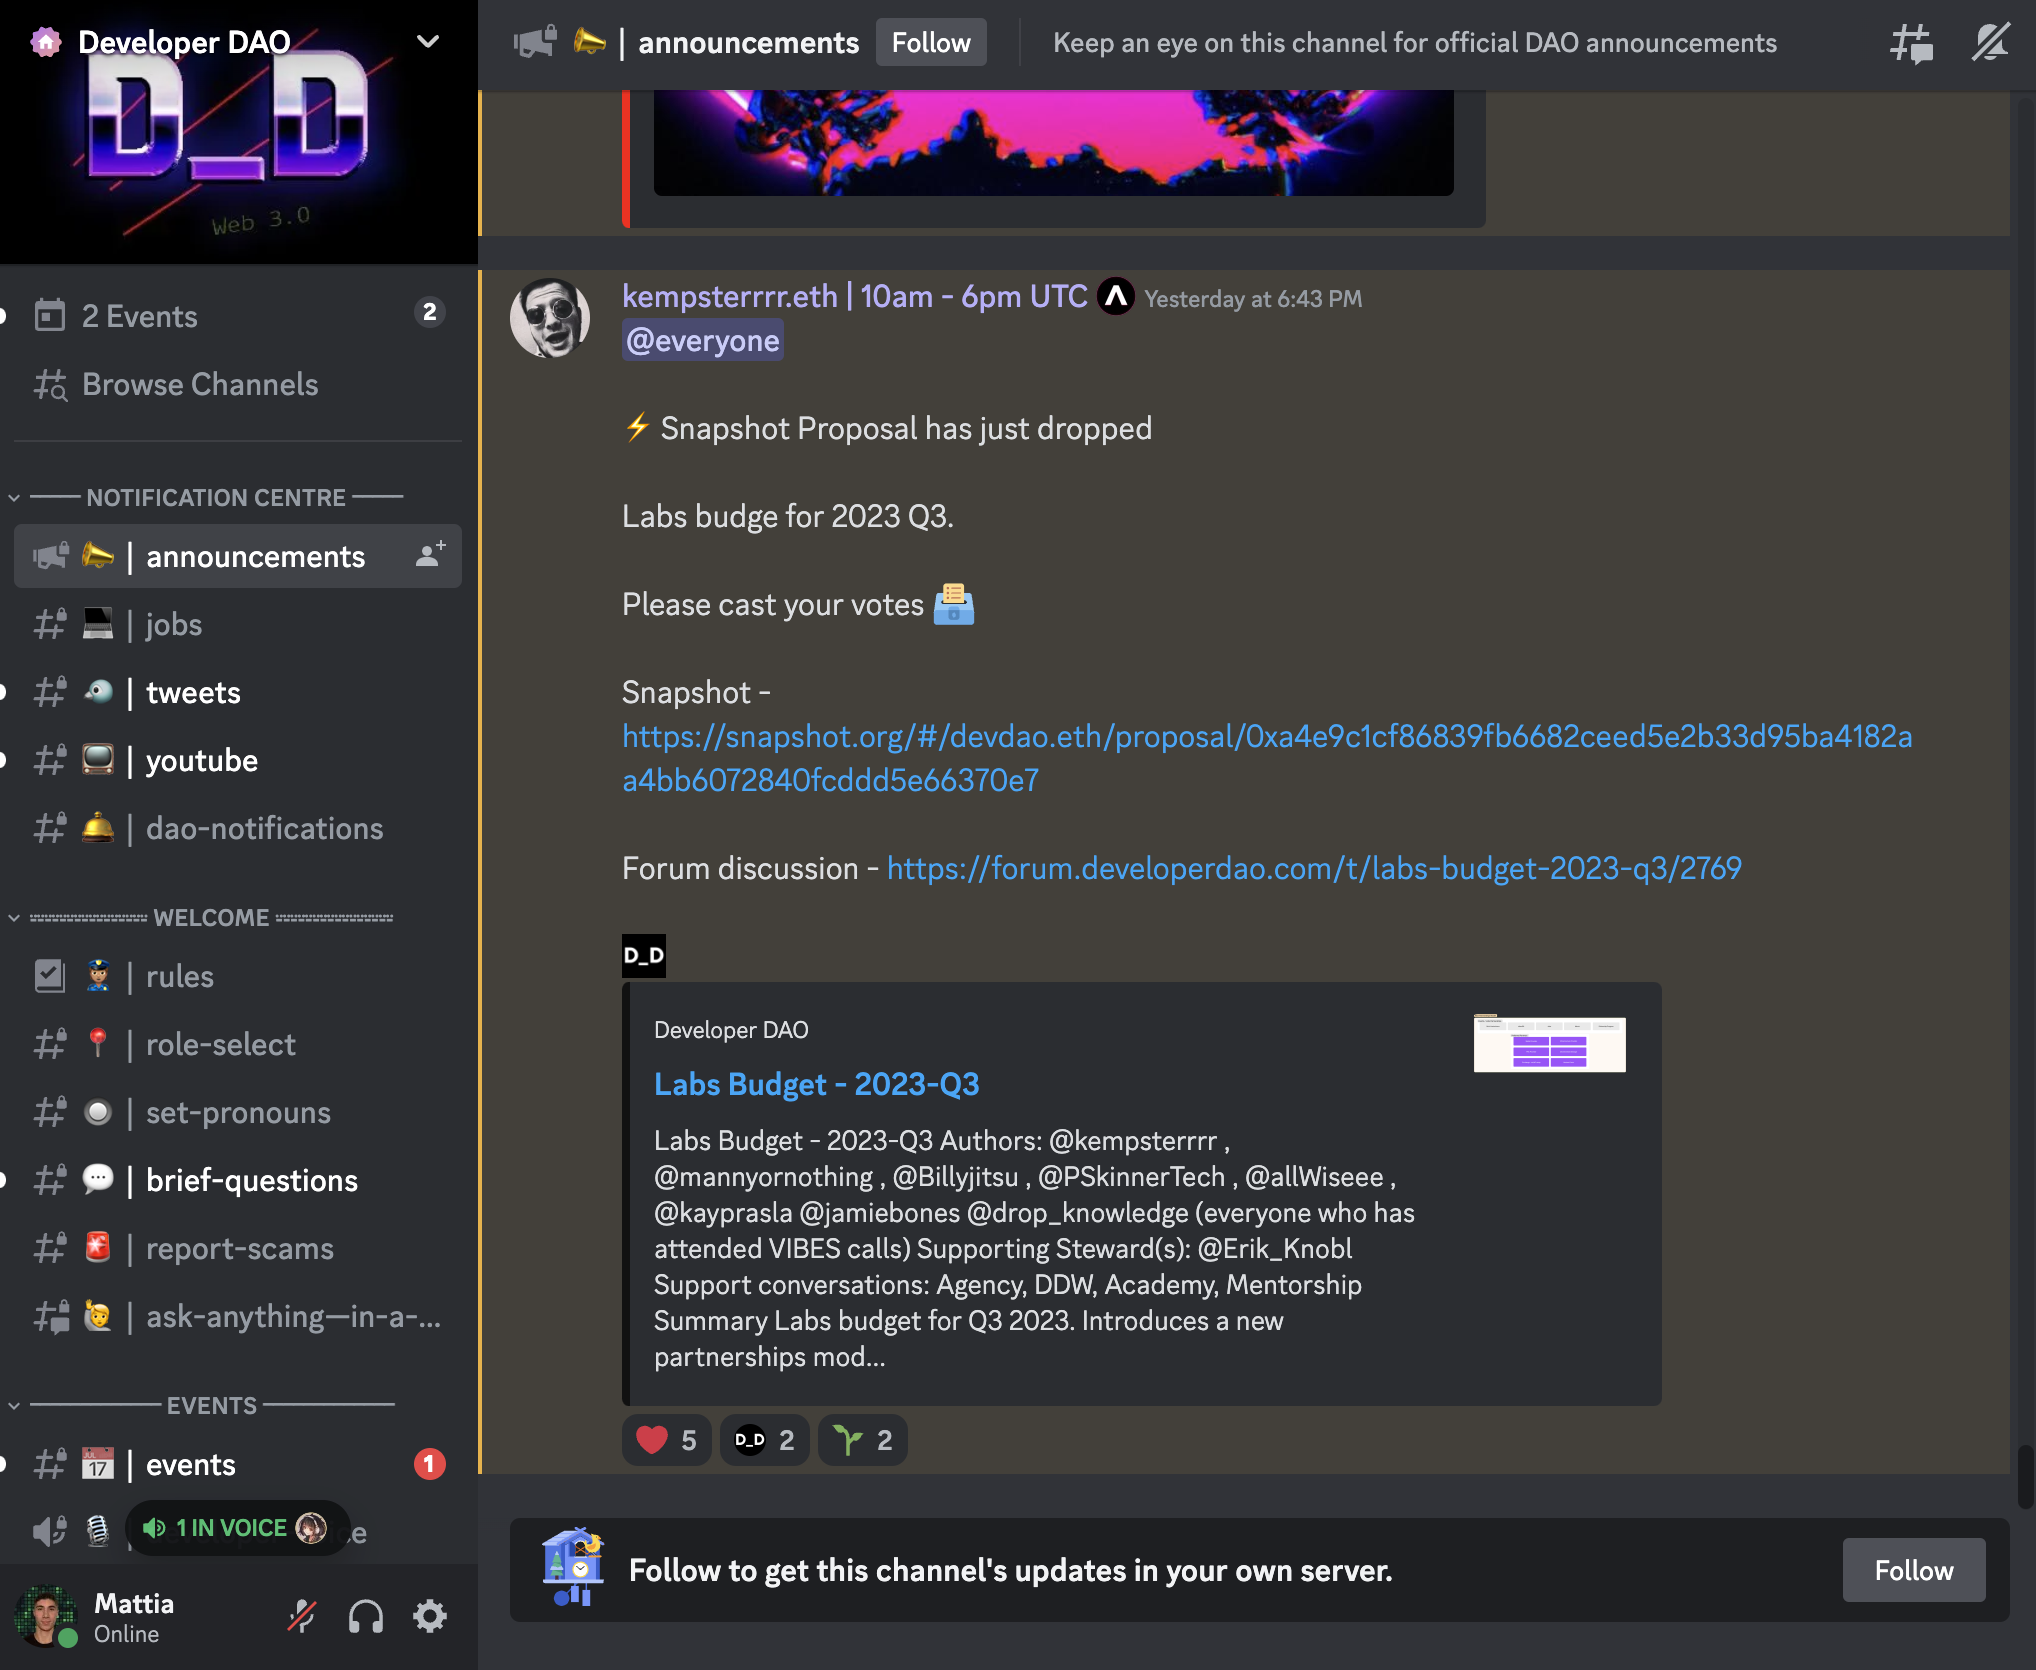 Developer DAO
D_D
Web 3.0
2 Events
2
Browse Channels
NOTIFICATION CENTRE
| announcements
| jobs
| tweets
| youtube
| dao-notifications
WELCOME
| rules
| role-select
| set-pronouns
| brief-questions
| report-scams
| ask-anything—in-a-...
EVENTS
JUL
17
| events
1
1 IN VOICE
ce
Mattia
Online
| announcements
Follow
Keep an eye on this channel for official DAO announcements
kempsterrrr.eth | 10am - 6pm UTC
Yesterday at 6:43 PM
@everyone
⚡ Snapshot Proposal has just dropped
Labs budge for 2023 Q3.
Please cast your votes
Snapshot -
https://snapshot.org/#/devdao.eth/proposal/0xa4e9c1cf86839fb6682ceed5e2b33d95ba4182a
a4bb6072840fcddd5e66370e7
Forum discussion - https://forum.developerdao.com/t/labs-budget-2023-q3/2769
D_D
Developer DAO
Labs Budget - 2023-Q3
Labs Budget - 2023-Q3 Authors: @kempsterrrr ,
@mannyornothing , @Billyjitsu , @PSkinnerTech , @allWiseee ,
@kayprasla @jamiebones @drop_knowledge (everyone who has
attended VIBES calls) Supporting Steward(s): @Erik_Knobl
Support conversations: Agency, DDW, Academy, Mentorship
Summary Labs budget for Q3 2023. Introduces a new
partnerships mod...
❤ 5
D_D 2
🌱 2
Follow to get this channel's updates in your own server.
Follow